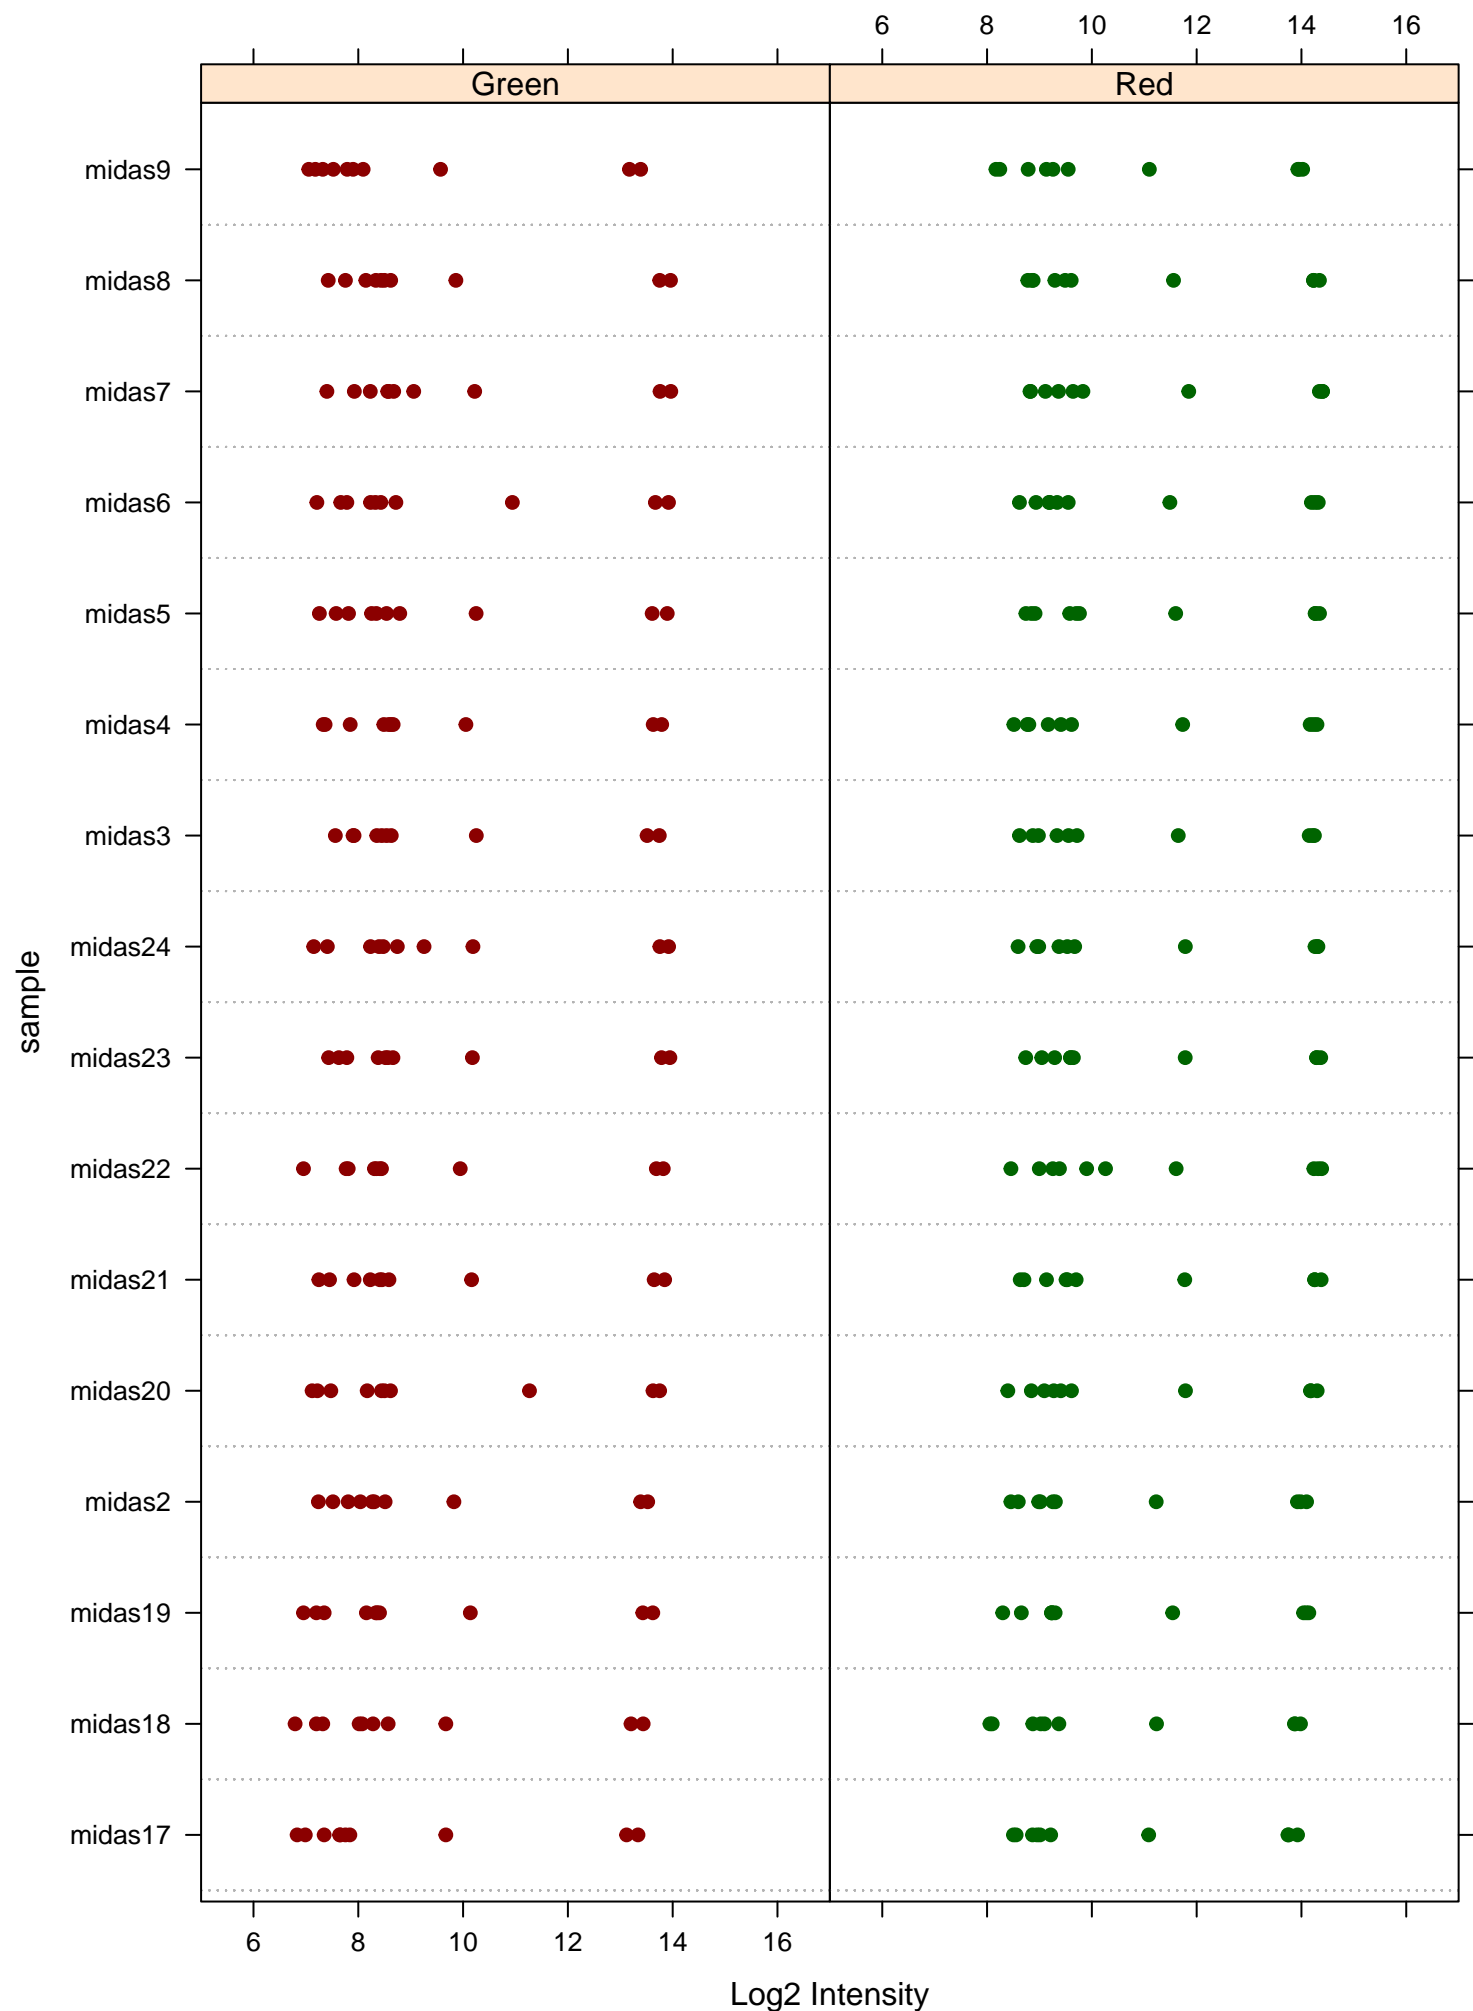 6 8 10 12 14 16
Green Red
midas9
midas8
midas7
midas6
midas5
midas4
midas3
midas24
midas23
midas22
midas21
midas20
midas2
midas19
midas18
midas17
sample
6 8 10 12 14 16
Log2 Intensity